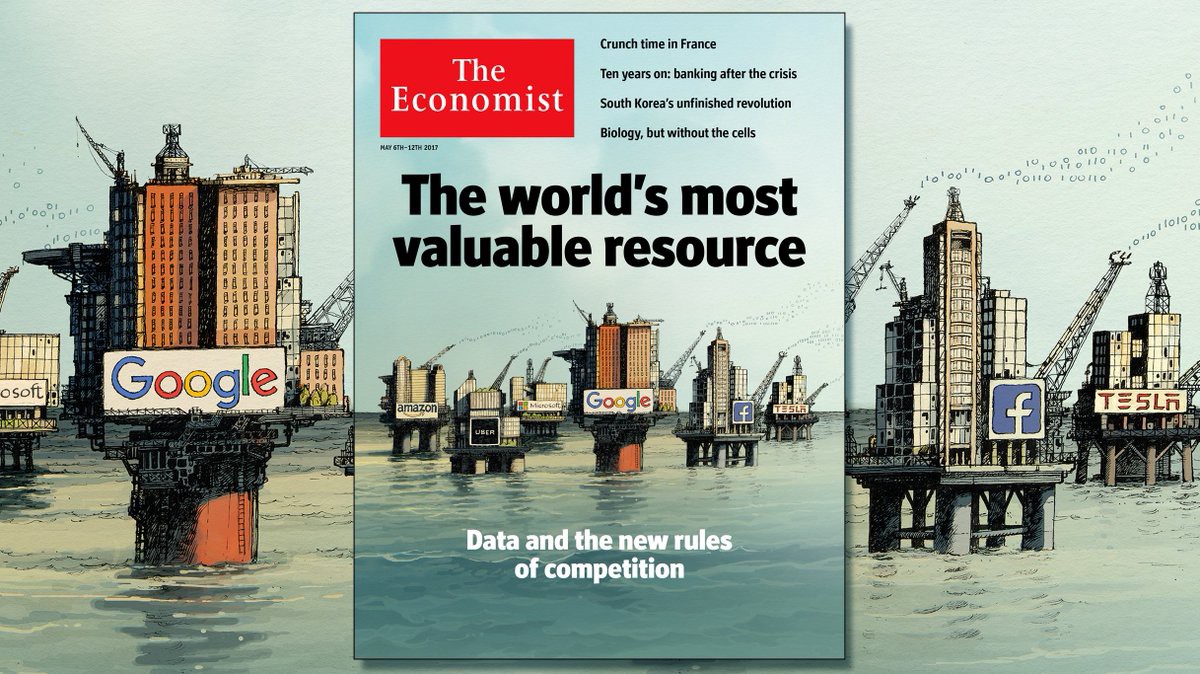 The
Economist
MAY 6TH–12TH 2017
Crunch time in France
Ten years on: banking after the crisis
South Korea's unfinished revolution
Biology, but without the cells
The world's most
valuable resource
amazon
UBER
Microsoft
Google
f
TESLA
Data and the new rules
of competition
osoft
Google
f
TESLA